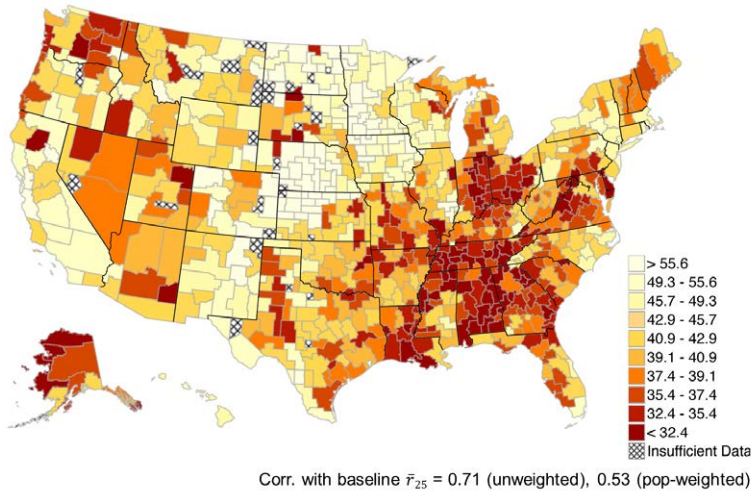 > 55.6
49.3 - 55.6
45.7 - 49.3
42.9 - 45.7
40.9 - 42.9
39.1 - 40.9
37.4 - 39.1
35.4 - 37.4
32.4 - 35.4
< 32.4
Insufficient Data
Corr. with baseline r̄₂₅ = 0.71 (unweighted), 0.53 (pop-weighted)